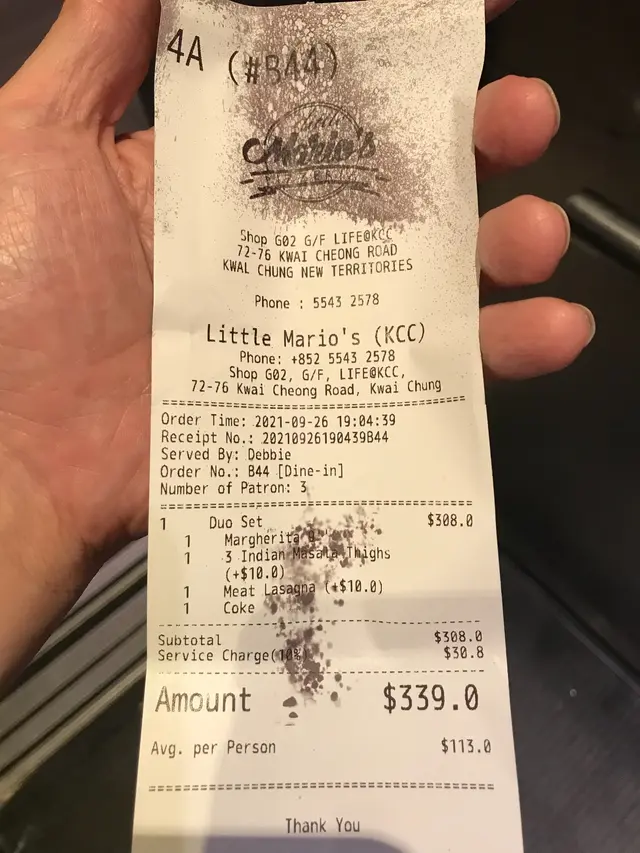 4A (#B44)
Little
Mario's
Shop G02 G/F LIFE@KCC
72-76 KWAI CHEONG ROAD
KWAL CHUNG NEW TERRITORIES
Phone : 5543 2578
Little Mario's (KCC)
Phone: +852 5543 2578
Shop G02, G/F, LIFE@KCC,
72-76 Kwai Cheong Road, Kwai Chung
Order Time: 2021-09-26 19:04:39
Receipt No.: 20210926190439B44
Served By: Debbie
Order No.: B44 [Dine-in]
Number of Patron: 3
1 Duo Set $308.0
1 Margherita 9"
1 3 Indian Masala Thighs
(+$10.0)
1 Meat Lasagna (+$10.0)
1 Coke
Subtotal $308.0
Service Charge(10%) $30.8
Amount $339.0
Avg. per Person $113.0
Thank You